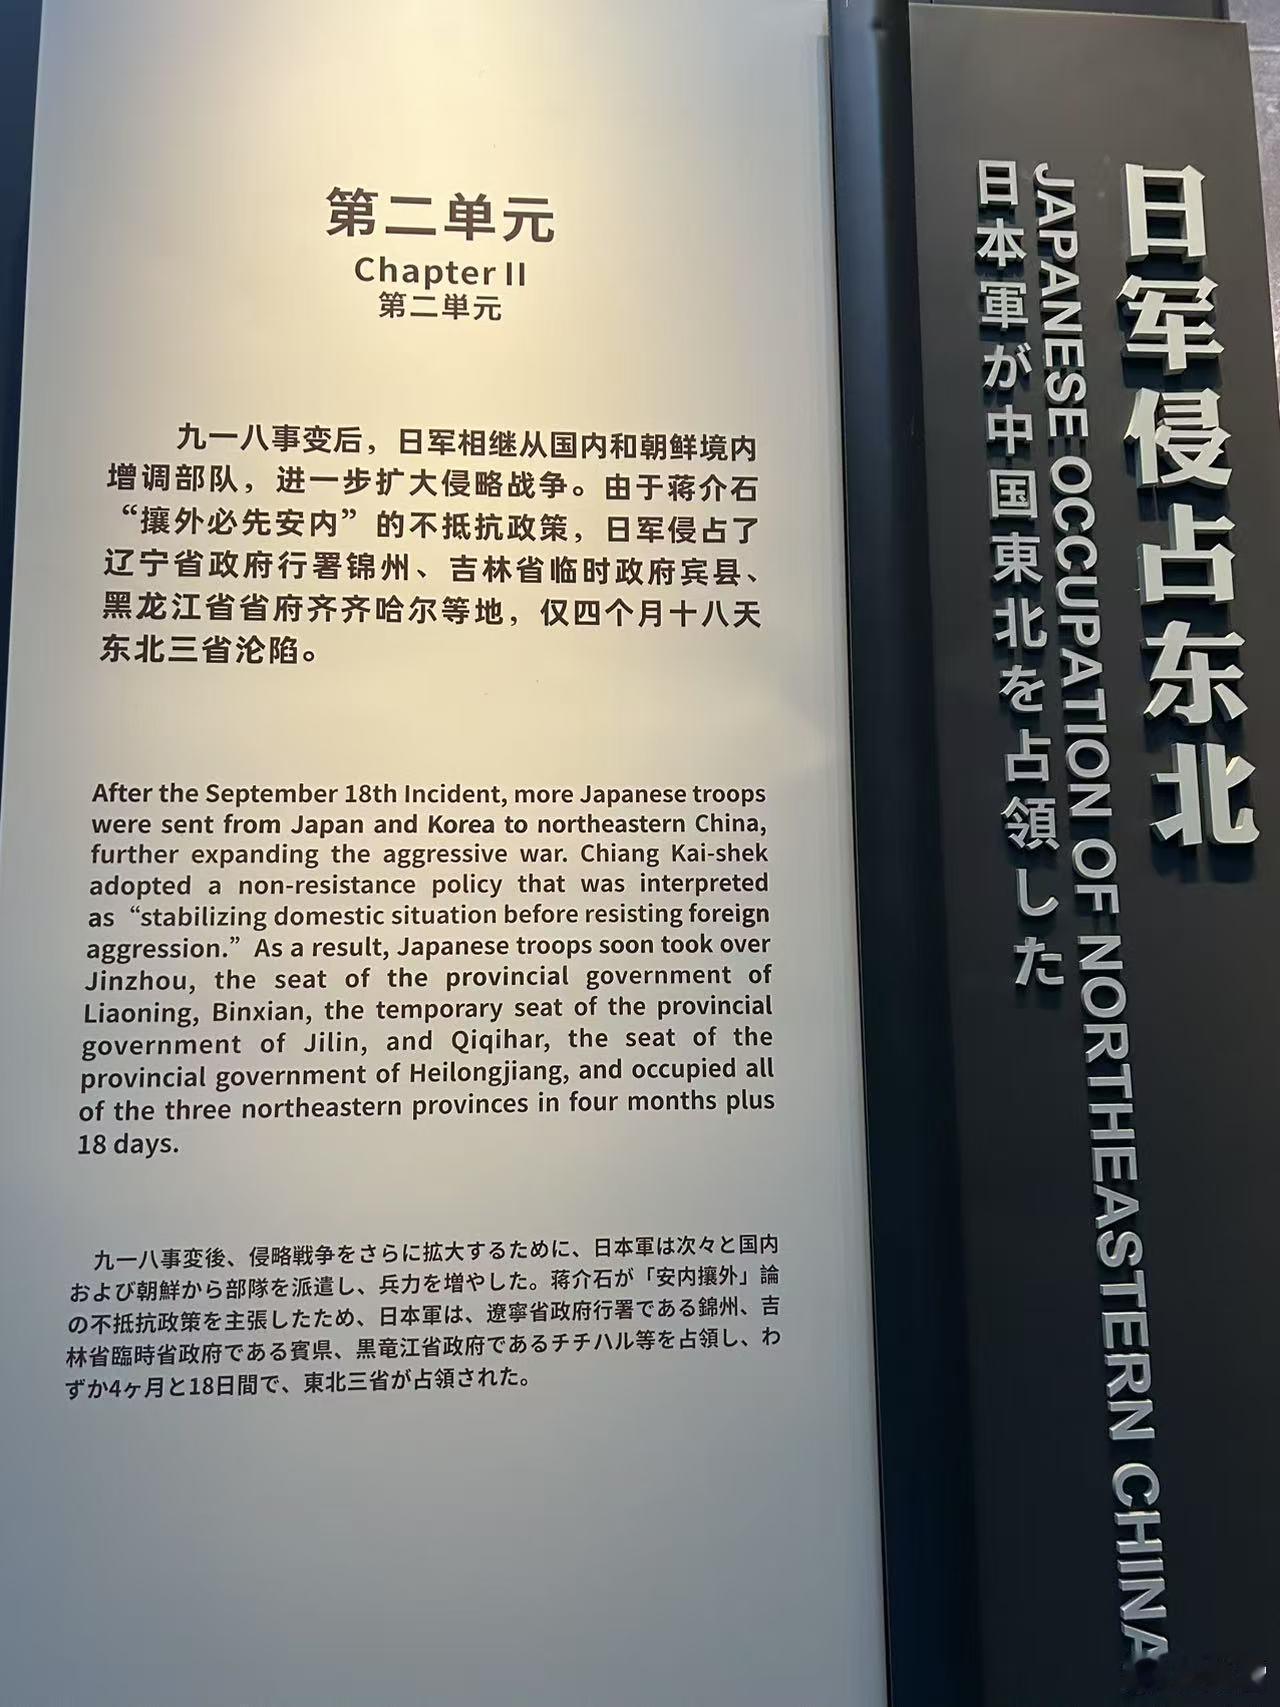 第二单元
Chapter II
第二単元
九一八事变后，日军相继从国内和朝鲜境内
增调部队，进一步扩大侵略战争。由于蒋介石
“攘外必先安内”的不抵抗政策，日军侵占了
辽宁省政府行署锦州、吉林省临时政府宾县、
黑龙江省省府齐齐哈尔等地，仅四个月十八天
东北三省沦陷。
After the September 18th Incident, more Japanese troops
were sent from Japan and Korea to northeastern China,
further expanding the aggressive war. Chiang Kai-shek
adopted a non-resistance policy that was interpreted
as “stabilizing domestic situation before resisting foreign
aggression.” As a result, Japanese troops soon took over
Jinzhou, the seat of the provincial government of
Liaoning, Binxian, the temporary seat of the provincial
government of Jilin, and Qiqihar, the seat of the
provincial government of Heilongjiang, and occupied all
of the three northeastern provinces in four months plus
18 days.
九一八事変後、侵略戦争をさらに拡大するために、日本軍は次々と国内
および朝鮮から部隊を派遣し、兵力を増やした。蒋介石が「安内攘外」論
の不抵抗政策を主張したため、日本軍は、遼寧省政府行署である錦州、吉
林省臨時省政府である賓県、黒竜江省政府であるチチハル等を占領し、わ
ずか4ヶ月と18日間で、東北三省が占領された。
日军侵占东北
JAPANESE OCCUPATION OF NORTHEASTERN CHINA
日本軍が中国東北を占領した